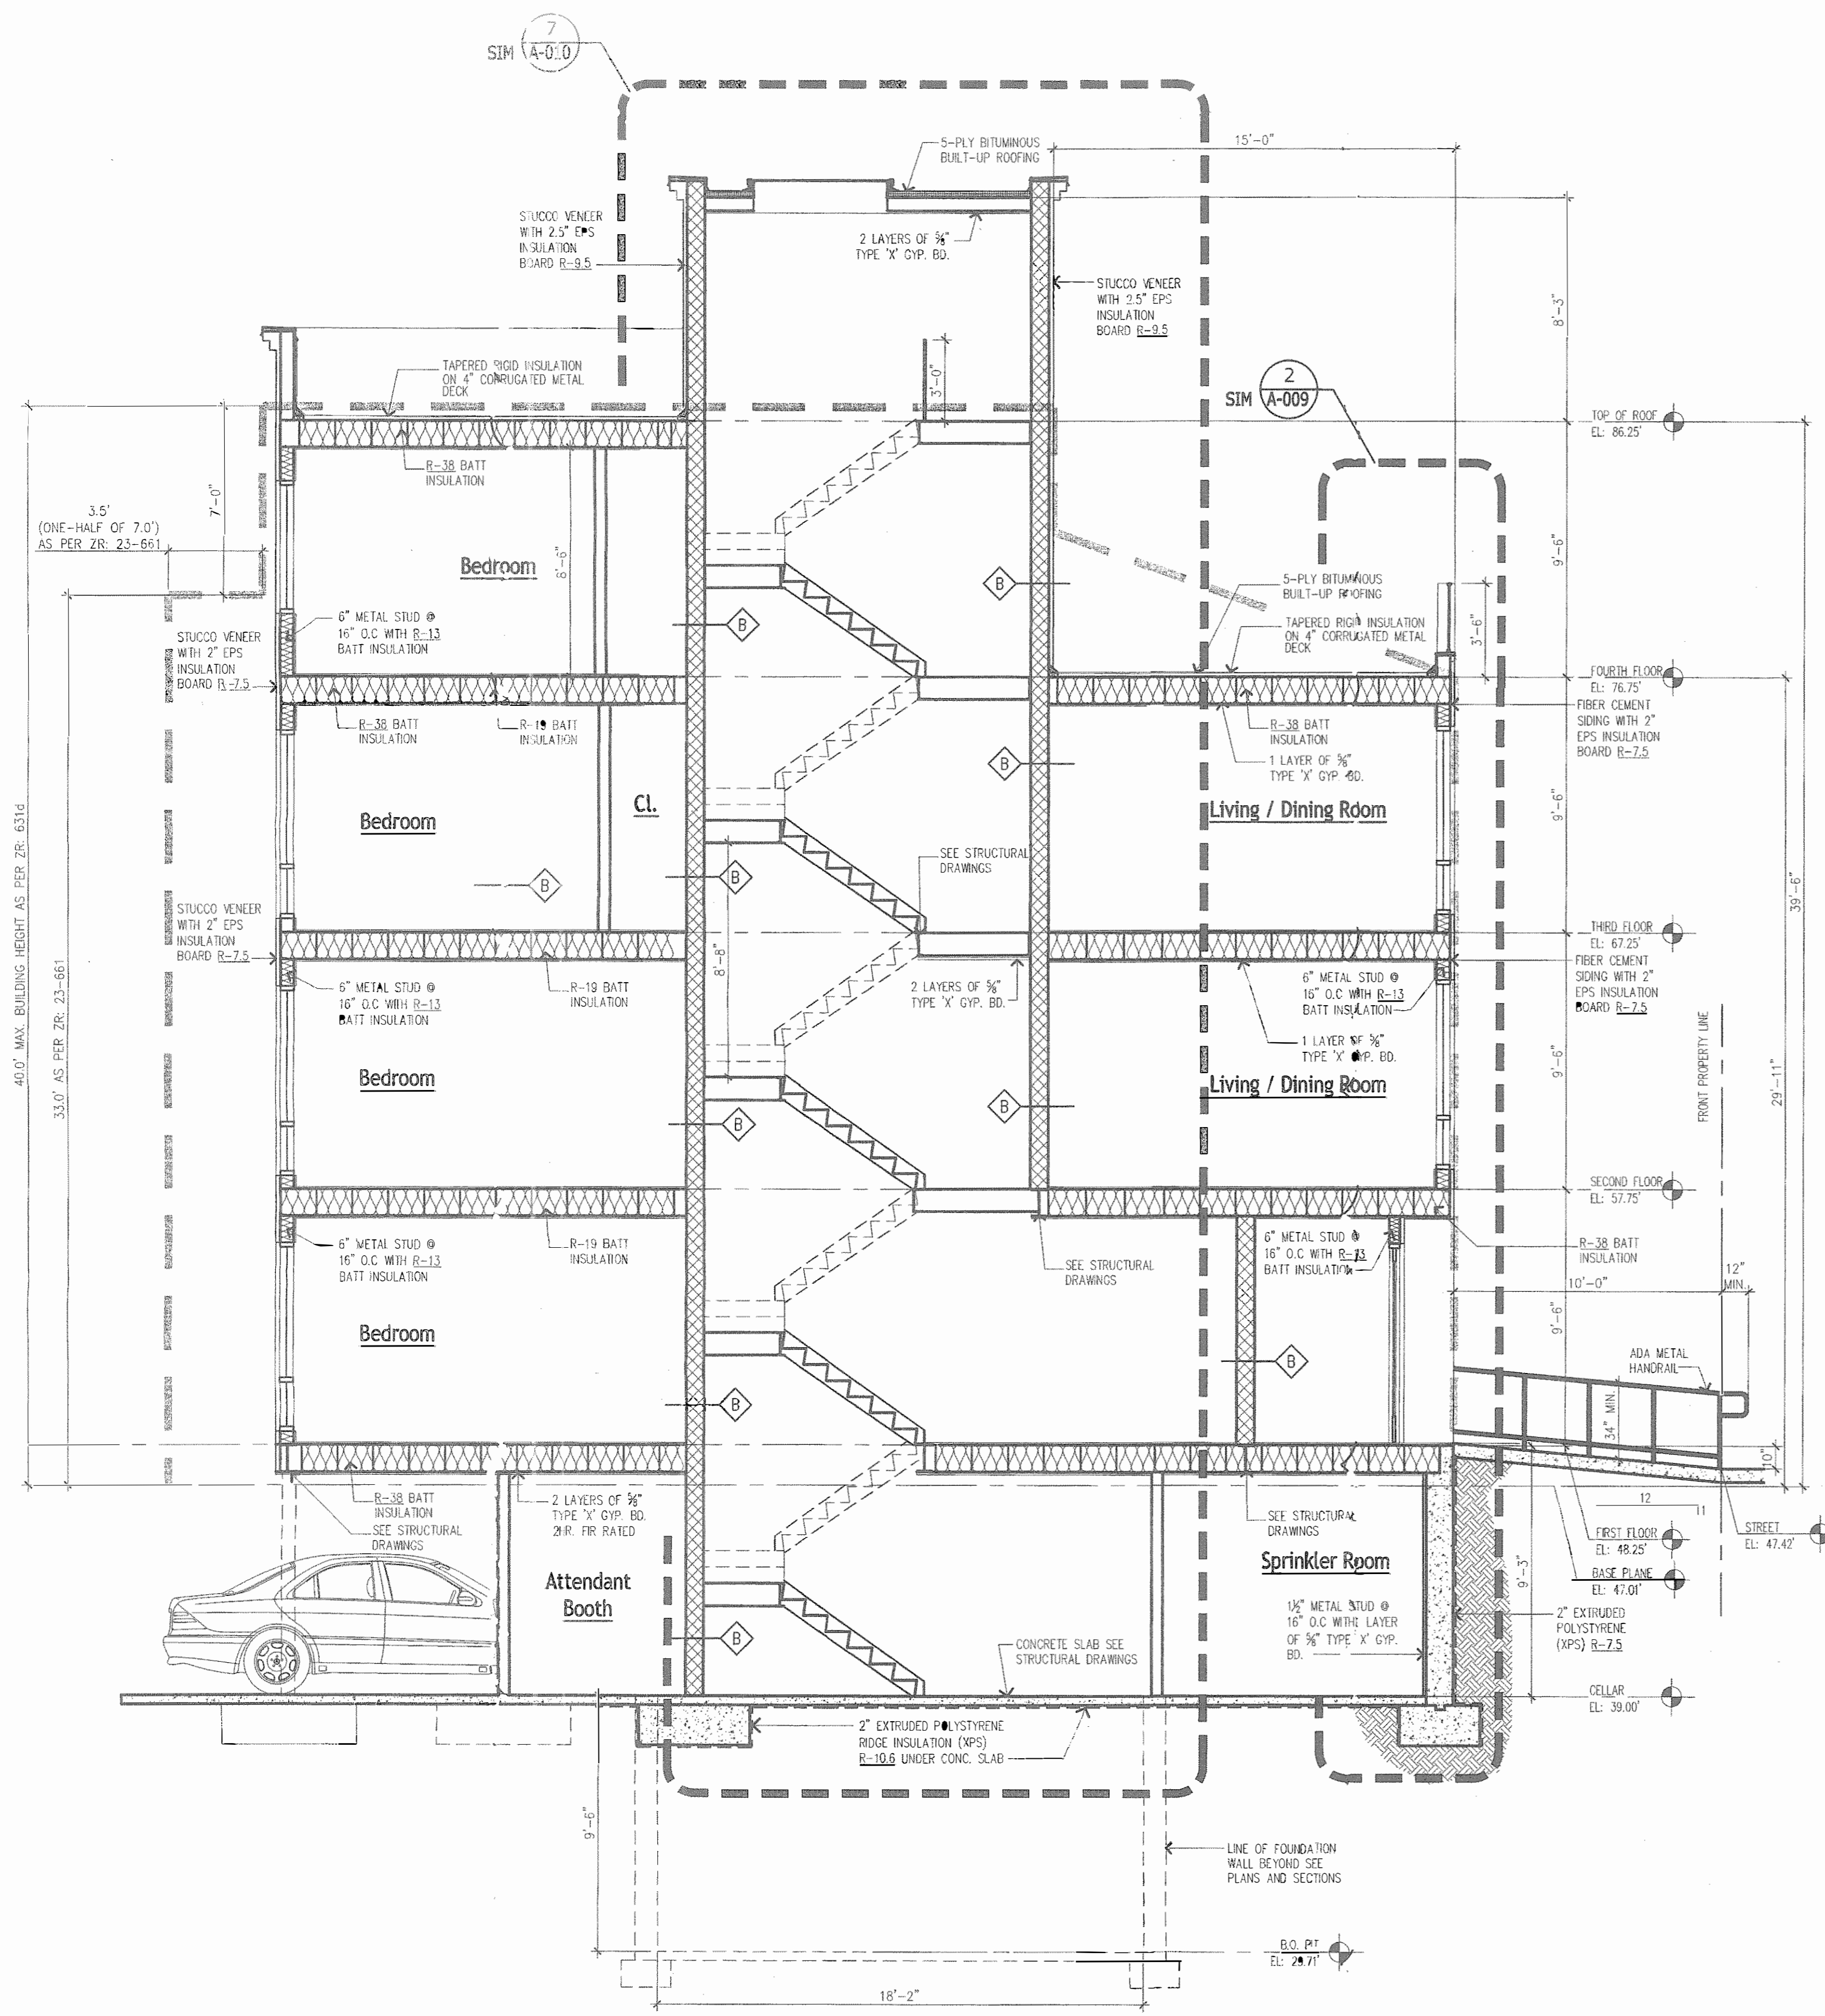 7
SIM A-010
5-PLY BITUMINOUS
BUILT-UP ROOFING
15'-0"
STUCCO VENEER
WITH 2.5" EPS
INSULATION
BOARD R-9.5
2 LAYERS OF 5/8"
TYPE 'X' GYP. BD.
STUCCO VENEER
WITH 2.5" EPS
INSULATION
BOARD R-9.5
8'-3"
TAPERED RIGID INSULATION
ON 4" CORRUGATED METAL
DECK
3'-0"
2
SIM A-009
TOP OF ROOF
EL: 86.25'
R-38 BATT
INSULATION
7'-0"
3.5'
(ONE-HALF OF 7.0')
AS PER ZR: 23-661
Bedroom
8'-6"
9'-6"
B
5-PLY BITUMINOUS
BUILT-UP ROOFING
6" METAL STUD @
16" O.C WITH R-13
BATT INSULATION
B
TAPERED RIGID INSULATION
ON 4" CORRUGATED METAL
DECK
3'-6"
STUCCO VENEER
WITH 2" EPS
INSULATION
BOARD R-7.5
FOURTH FLOOR
EL: 76.75'
R-38 BATT
INSULATION
R-19 BATT
INSULATION
R-38 BATT
INSULATION
FIBER CEMENT
SIDING WITH 2"
EPS INSULATION
BOARD R-7.5
1 LAYER OF 5/8"
TYPE 'X' GYP. BD.
B
Bedroom
Cl.
Living / Dining Room
9'-6"
SEE STRUCTURAL
DRAWINGS
B
B
40.0' MAX. BUILDING HEIGHT AS PER ZR: 631d
33.0' AS PER ZR: 23-661
39'-6"
STUCCO VENEER
WITH 2" EPS
INSULATION
BOARD R-7.5
8'-8"
THIRD FLOOR
EL: 67.25'
FIBER CEMENT
SIDING WITH 2"
EPS INSULATION
BOARD R-7.5
6" METAL STUD @
16" O.C WITH R-13
BATT INSULATION
R-19 BATT
INSULATION
2 LAYERS OF 5/8"
TYPE 'X' GYP. BD.
6" METAL STUD @
16" O.C WITH R-13
BATT INSULATION
1 LAYER OF 5/8"
TYPE 'X' GYP. BD.
FRONT PROPERTY LINE
Bedroom
Living / Dining Room
9'-6"
29'-11"
B
B
SECOND FLOOR
EL: 57.75'
6" METAL STUD @
16" O.C WITH R-13
BATT INSULATION
R-19 BATT
INSULATION
SEE STRUCTURAL
DRAWINGS
6" METAL STUD @
16" O.C WITH R-13
BATT INSULATION
R-38 BATT
INSULATION
10'-0"
12"
MIN.
Bedroom
9'-6"
B
B
ADA METAL
HANDRAIL
34" MIN.
10"
R-38 BATT
INSULATION
SEE STRUCTURAL
DRAWINGS
2 LAYERS OF 5/8"
TYPE 'X' GYP. BD.
2HR. FIR RATED
SEE STRUCTURAL
DRAWINGS
12
11
FIRST FLOOR
EL: 48.25'
STREET
EL: 47.42'
BASE PLANE
EL: 47.01'
Attendant
Booth
Sprinkler Room
9'-3"
B
1½" METAL STUD @
16" O.C WITH 1 LAYER
OF 5/8" TYPE 'X' GYP.
BD.
2" EXTRUDED
POLYSTYRENE
(XPS) R-7.5
CONCRETE SLAB SEE
STRUCTURAL DRAWINGS
CELLAR
EL: 39.00'
2" EXTRUDED POLYSTYRENE
RIDGE INSULATION (XPS)
R-10.6 UNDER CONC. SLAB
9'-6"
LINE OF FOUNDATION
WALL BEYOND SEE
PLANS AND SECTIONS
B.O. PIT
EL: 29.71'
18'-2"